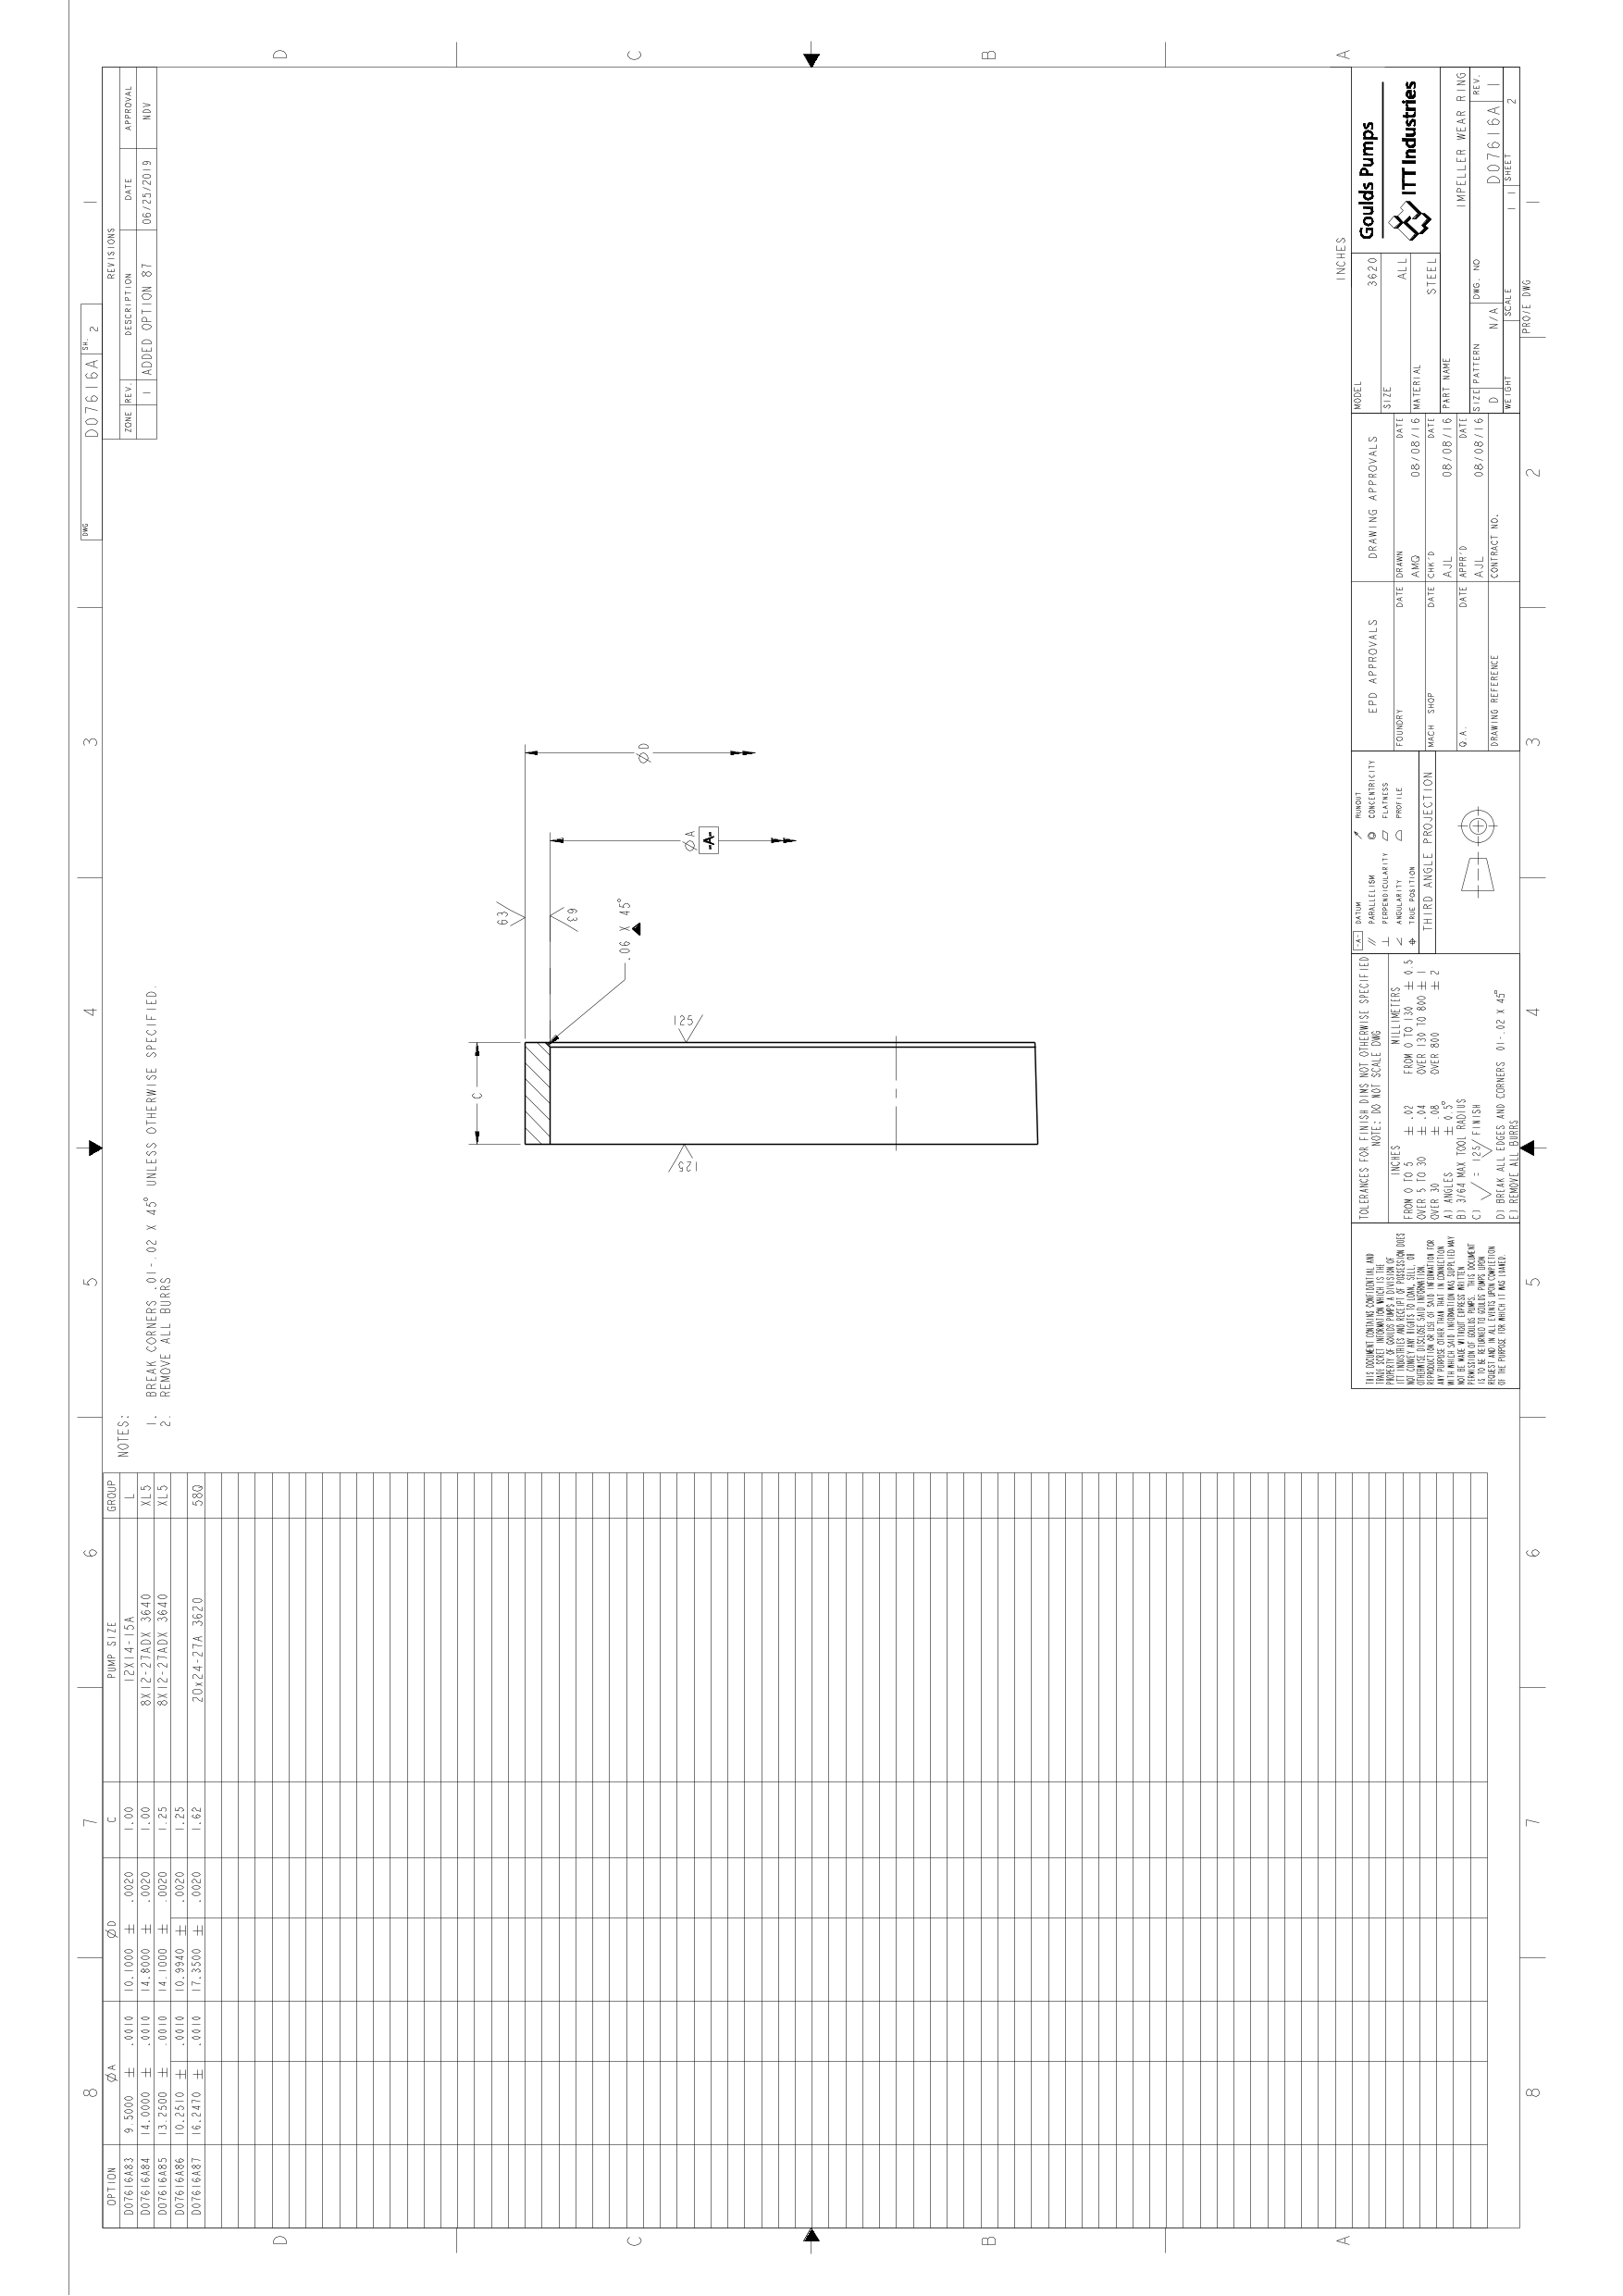 DWG D07616A SH. 2
REVISIONS
ZONE REV. DESCRIPTION DATE APPROVAL
1 ADDED OPTION 87 06/25/2019 NDV
8 7 6 5 4 3 2 1
D
C
B
A
OPTION ØA ØD C PUMP SIZE GROUP
D07616A83 9.5000 ± .0010 10.1000 ± .0020 1.00 12X14-15A L
D07616A84 14.0000 ± .0010 14.8000 ± .0020 1.00 8X12-27ADX 3640 XL5
D07616A85 13.2500 ± .0010 14.1000 ± .0020 1.25 8X12-27ADX 3640 XL5
D07616A86 10.2510 ± .0010 10.9940 ± .0020 1.25
D07616A87 16.2470 ± .0010 17.3500 ± .0020 1.62 20x24-27A 3620 580
NOTES:
1. BREAK CORNERS .01-.02 X 45° UNLESS OTHERWISE SPECIFIED.
2. REMOVE ALL BURRS
C
63
63
.06 X 45°
125
125
ØA
-A-
ØD
INCHES
THIS DOCUMENT CONTAINS CONFIDENTIAL AND
TRADE SCRET INFORMATION WHICH IS THE
PROPERTY OF GOULDS PUMPS A DIVISION OF
ITT INDUSTRIES AND RECEIPT OF POSSESSION DOES
NOT CONVEY ANY RIGHTS TO LOAN, SELL, OR
OTHERWISE DISCLOSE SAID INFORMATION.
REPRODUCTION OR USE OF SAID INFORMATION FOR
ANY PURPOSE OTHER THAN THAT IN CONNECTION
WITH WHICH SAID INFORMATION WAS SUPPLIED MAY
NOT BE MADE WITHOUT EXPRESS WRITTEN
PERMISSION OF GOULDS PUMPS. THIS DOCUMENT
IS TO BE RETURNED TO GOULDS PUMPS UPON
REQUEST AND IN ALL EVENTS UPON COMPLETION
OF THE PURPOSE FOR WHICH IT WAS LOANED.
TOLERANCES FOR FINISH DIMS NOT OTHERWISE SPECIFIED
NOTE: DO NOT SCALE DWG
INCHES MILLIMETERS
FROM 0 TO 5 ± .02 FROM 0 TO 130 ± 0.5
OVER 5 TO 30 ± .04 OVER 130 TO 800 ± 1
OVER 30 ± .08 OVER 800 ± 2
A) ANGLES ± 0.5°
B) 3/64 MAX TOOL RADIUS
C) √ = 125/ FINISH
D) BREAK ALL EDGES AND CORNERS 01-.02 X 45°
E) REMOVE ALL BURRS
-A- DATUM RUNOUT
PARALLELISM CONCENTRICITY
PERPENDICULARITY FLATNESS
ANGULARITY PROFILE
TRUE POSITION
THIRD ANGLE PROJECTION
EPD APPROVALS
FOUNDRY DATE
MACH SHOP DATE
Q.A. DATE
DRAWING REFERENCE
DRAWING APPROVALS
DRAWN DATE
AMQ 08/08/16
CHK'D DATE
AJL 08/08/16
APPR'D DATE
AJL 08/08/16
CONTRACT NO.
MODEL 3620
SIZE ALL
MATERIAL STEEL
Goulds Pumps
ITT Industries
PART NAME IMPELLER WEAR RING
SIZE PATTERN DWG. NO REV.
D N/A D07616A 1
WEIGHT SCALE 1 1 SHEET 2
PRO/E DWG
8 7 6 5 4 3 2 1
D
C
B
A